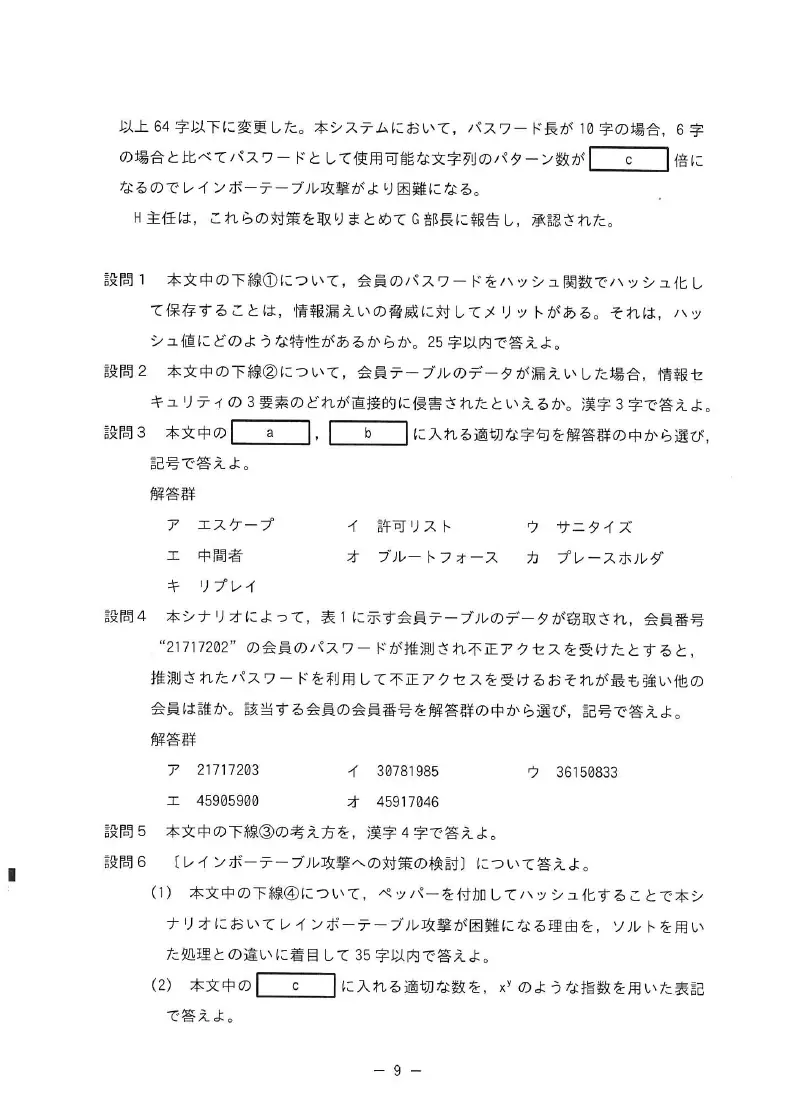 以上 64 字以下に変更した。本システムにおいて，パスワード長が 10 字の場合，6 字
の場合と比べてパスワードとして使用可能な文字列のパターン数が c 倍に
なるのでレインボーテーブル攻撃がより困難になる。
H 主任は，これらの対策を取りまとめて G 部長に報告し，承認された。
設問 1 本文中の下線①について，会員のパスワードをハッシュ関数でハッシュ化し
て保存することは，情報漏えいの脅威に対してメリットがある。それは，ハッ
シュ値にどのような特性があるからか。25 字以内で答えよ。
設問 2 本文中の下線②について，会員テーブルのデータが漏えいした場合，情報セ
キュリティの 3 要素のどれが直接的に侵害されたといえるか。漢字 3 字で答えよ。
設問 3 本文中の a ， b に入れる適切な字句を解答群の中から選び，
記号で答えよ。
解答群
ア エスケープ イ 許可リスト ウ サニタイズ
エ 中間者 オ ブルートフォース カ プレースホルダ
キ リプレイ
設問 4 本シナリオによって，表 1 に示す会員テーブルのデータが窃取され，会員番号
“21717202” の会員のパスワードが推測され不正アクセスを受けたとすると，
推測されたパスワードを利用して不正アクセスを受けるおそれが最も強い他の
会員は誰か。該当する会員の会員番号を解答群の中から選び，記号で答えよ。
解答群
ア 21717203 イ 30781985 ウ 36150833
エ 45905900 オ 45917046
設問 5 本文中の下線③の考え方を，漢字 4 字で答えよ。
設問 6 〔レインボーテーブル攻撃への対策の検討〕について答えよ。
(1) 本文中の下線④について，ペッパーを付加してハッシュ化することで本シ
ナリオにおいてレインボーテーブル攻撃が困難になる理由を，ソルトを用い
た処理との違いに着目して 35 字以内で答えよ。
(2) 本文中の c に入れる適切な数を，xʸ のような指数を用いた表記
で答えよ。
— 9 —